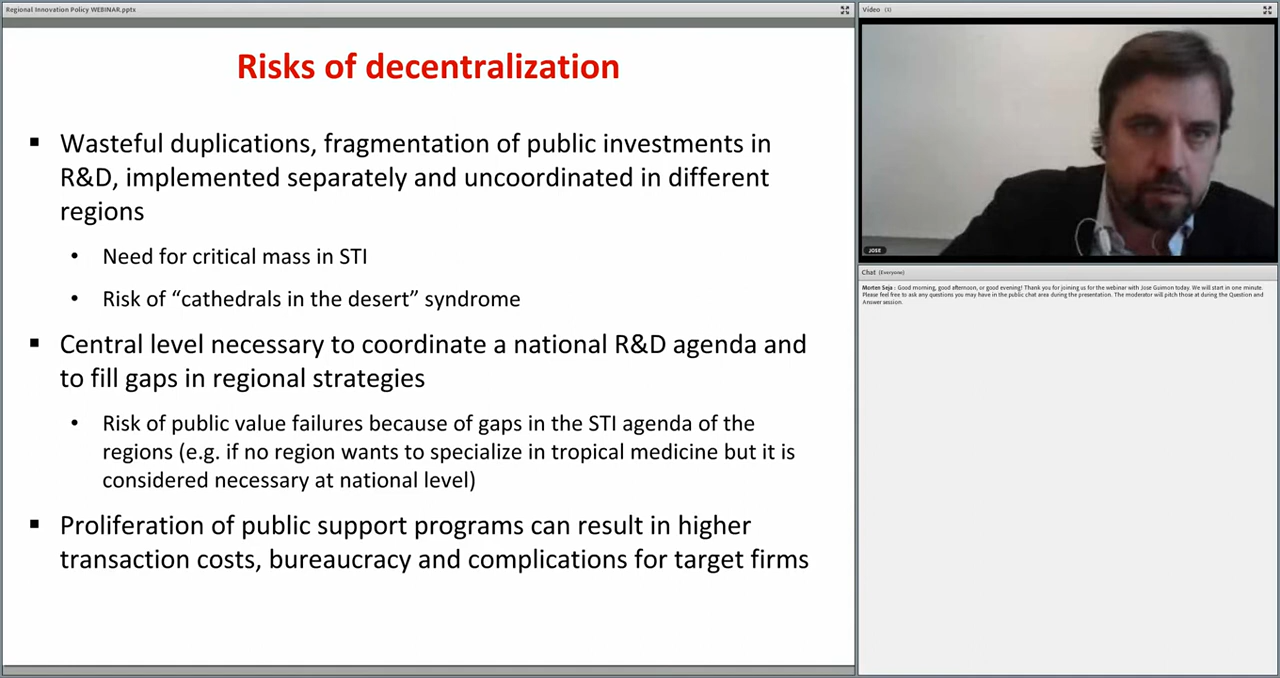 Regional Innovation Policy WEBINAR.pptx
Risks of decentralization
▪ Wasteful duplications, fragmentation of public investments in
R&D, implemented separately and uncoordinated in different
regions
• Need for critical mass in STI
• Risk of “cathedrals in the desert” syndrome
▪ Central level necessary to coordinate a national R&D agenda and
to fill gaps in regional strategies
• Risk of public value failures because of gaps in the STI agenda of the
regions (e.g. if no region wants to specialize in tropical medicine but it is
considered necessary at national level)
▪ Proliferation of public support programs can result in higher
transaction costs, bureaucracy and complications for target firms
Video (3)
JOSE
Chat (Everyone)
Morten Seja : Good morning, good afternoon, or good evening! Thank you for joining us for the webinar with Jose Guimon today. We will start in one minute.
Please feel free to ask any questions you may have in the public chat area during the presentation. The moderator will pitch those at during the Question and
Answer session.